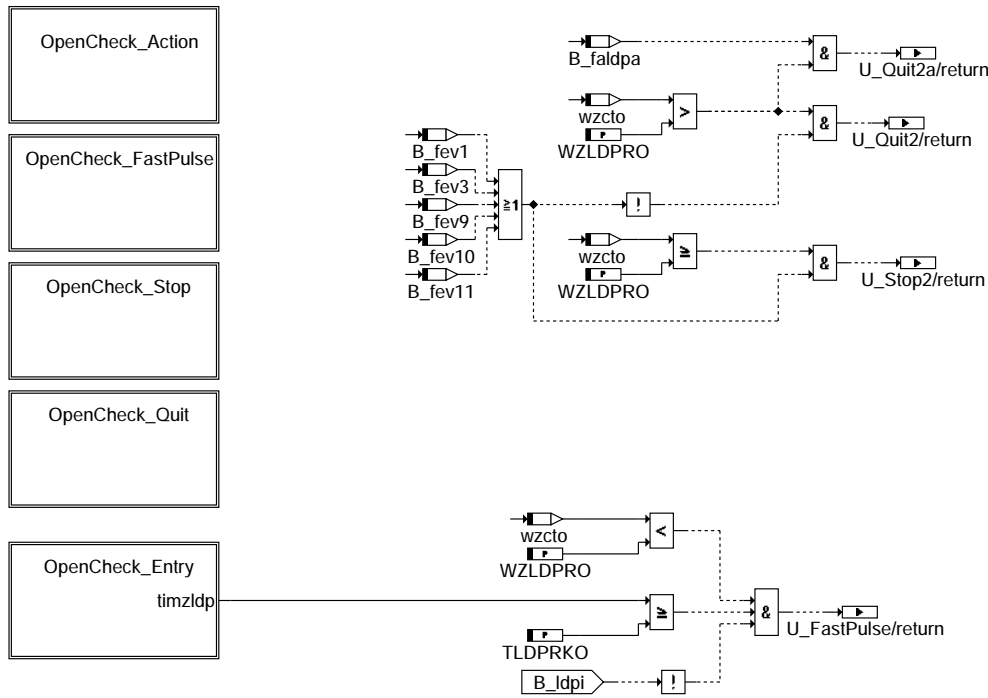 OpenCheck_Action
B_faldpa
&
U_Quit2a/return
wzcto
>
P
WZLDPRO
&
U_Quit2/return
OpenCheck_FastPulse
B_fev1
B_fev3
B_fev9
B_fev10
B_fev11
≧1
!
OpenCheck_Stop
wzcto
≧
P
WZLDPRO
&
U_Stop2/return
OpenCheck_Quit
wzcto
<
P
WZLDPRO
OpenCheck_Entry
timzldp
≧
&
U_FastPulse/return
P
TLDPRKO
B_ldpi
!